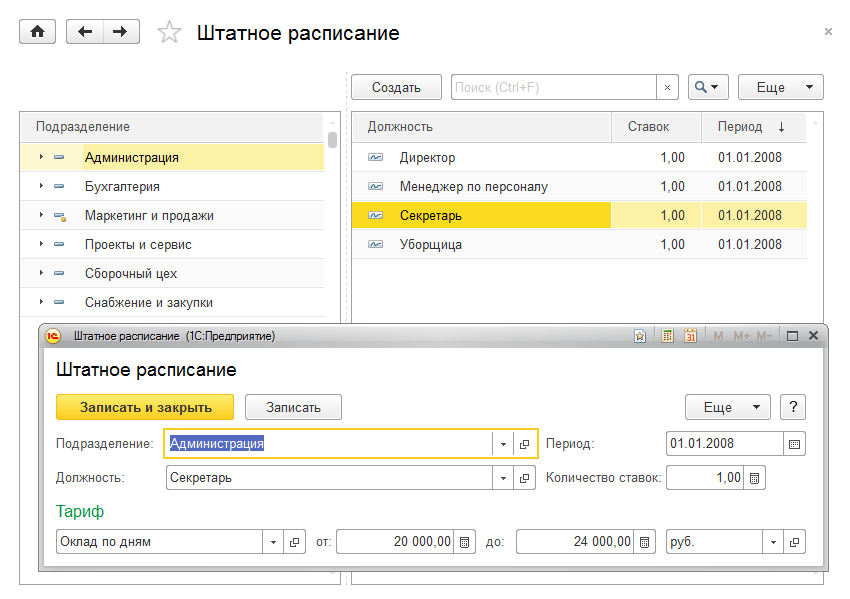 Штатное расписание
Создать
Поиск (Ctrl+F)
Еще
Подразделение
Администрация
Бухгалтерия
Маркетинг и продажи
Проекты и сервис
Сборочный цех
Снабжение и закупки
Должность Ставок Период ↓
Директор 1,00 01.01.2008
Менеджер по персоналу 1,00 01.01.2008
Секретарь 1,00 01.01.2008
Уборщица 1,00 01.01.2008
1С Штатное расписание (1С:Предприятие) 31 M M+ M-
Штатное расписание
Записать и закрыть Записать Еще ?
Подразделение: Администрация Период: 01.01.2008
Должность: Секретарь Количество ставок: 1,00
Тариф
Оклад по дням от: 20 000,00 до: 24 000,00 руб.